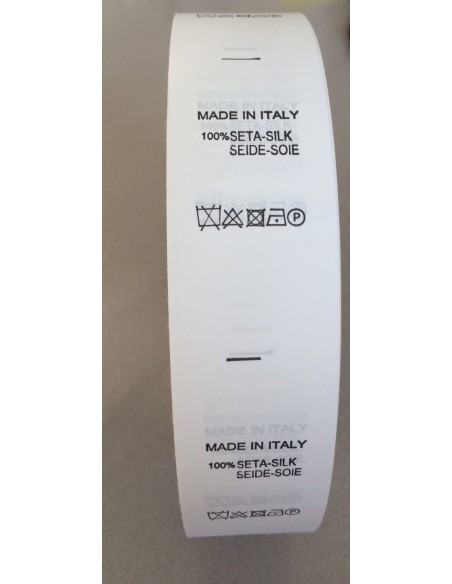 MADE IN ITALY
100% SETA-SILK
SEIDE-SOIE
P
MADE IN ITALY
100% SETA-SILK
SEIDE-SOIE
P